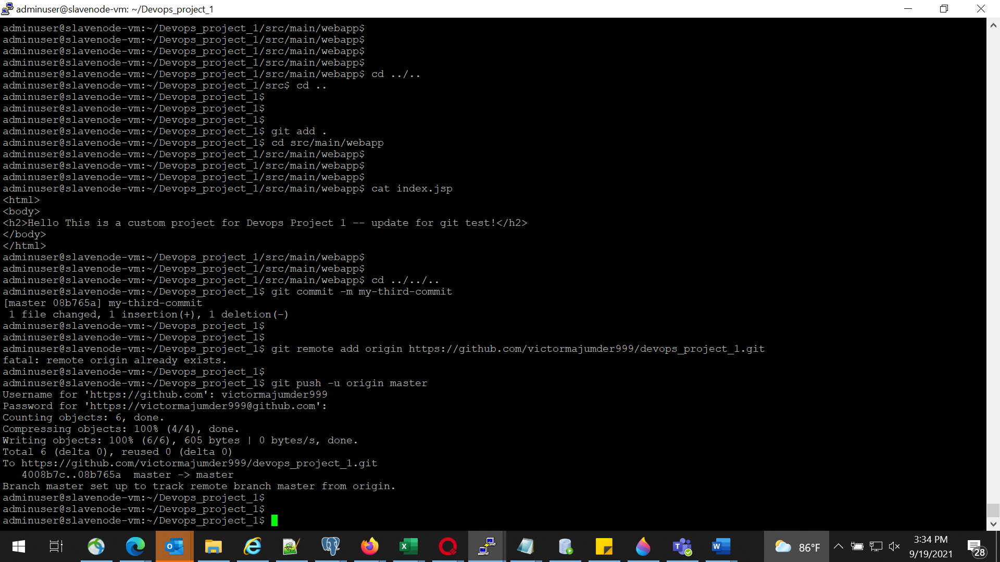 adminuser@slavenode-vm: ~/Devops_project_1
adminuser@slavenode-vm:~/Devops_project_1/src/main/webapp$
adminuser@slavenode-vm:~/Devops_project_1/src/main/webapp$
adminuser@slavenode-vm:~/Devops_project_1/src/main/webapp$
adminuser@slavenode-vm:~/Devops_project_1/src/main/webapp$
adminuser@slavenode-vm:~/Devops_project_1/src/main/webapp$ cd ../..
adminuser@slavenode-vm:~/Devops_project_1/src$ cd ..
adminuser@slavenode-vm:~/Devops_project_1$
adminuser@slavenode-vm:~/Devops_project_1$
adminuser@slavenode-vm:~/Devops_project_1$
adminuser@slavenode-vm:~/Devops_project_1$ git add .
adminuser@slavenode-vm:~/Devops_project_1$ cd src/main/webapp
adminuser@slavenode-vm:~/Devops_project_1/src/main/webapp$
adminuser@slavenode-vm:~/Devops_project_1/src/main/webapp$
adminuser@slavenode-vm:~/Devops_project_1/src/main/webapp$
adminuser@slavenode-vm:~/Devops_project_1/src/main/webapp$ cat index.jsp
<html>
<body>
<h2>Hello This is a custom project for Devops Project 1 -- update for git test!</h2>
</body>
</html>
adminuser@slavenode-vm:~/Devops_project_1/src/main/webapp$
adminuser@slavenode-vm:~/Devops_project_1/src/main/webapp$
adminuser@slavenode-vm:~/Devops_project_1/src/main/webapp$ cd ../../..
adminuser@slavenode-vm:~/Devops_project_1$ git commit -m my-third-commit
[master 08b765a] my-third-commit
 1 file changed, 1 insertion(+), 1 deletion(-)
adminuser@slavenode-vm:~/Devops_project_1$
adminuser@slavenode-vm:~/Devops_project_1$
adminuser@slavenode-vm:~/Devops_project_1$ git remote add origin https://github.com/victormajumder999/devops_project_1.git
fatal: remote origin already exists.
adminuser@slavenode-vm:~/Devops_project_1$
adminuser@slavenode-vm:~/Devops_project_1$ git push -u origin master
Username for 'https://github.com': victormajumder999
Password for 'https://victormajumder999@github.com':
Counting objects: 6, done.
Compressing objects: 100% (4/4), done.
Writing objects: 100% (6/6), 605 bytes | 0 bytes/s, done.
Total 6 (delta 0), reused 0 (delta 0)
To https://github.com/victormajumder999/devops_project_1.git
   4008b7c..08b765a  master -> master
Branch master set up to track remote branch master from origin.
adminuser@slavenode-vm:~/Devops_project_1$
adminuser@slavenode-vm:~/Devops_project_1$
adminuser@slavenode-vm:~/Devops_project_1$
86°F
3:34 PM
9/19/2021
28